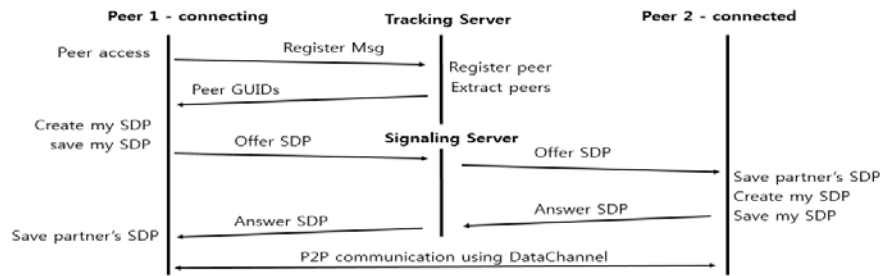 Peer 1 - connecting
Tracking Server
Peer 2 - connected
Peer access
Register Msg
Register peer
Extract peers
Peer GUIDs
Create my SDP
save my SDP
Offer SDP
Signaling Server
Offer SDP
Save partner's SDP
Create my SDP
Save my SDP
Answer SDP
Answer SDP
Save partner's SDP
P2P communication using DataChannel